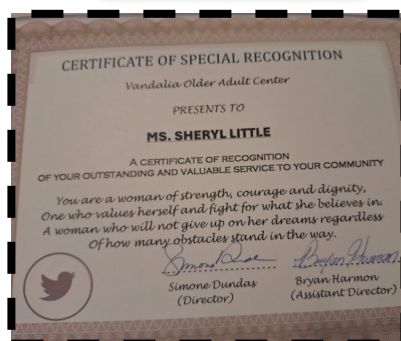 CERTIFICATE OF SPECIAL RECOGNITION
Vandalia Older Adult Center
PRESENTS TO
MS. SHERYL LITTLE
A CERTIFICATE OF RECOGNITION
OF YOUR OUTSTANDING AND VALUABLE SERVICE TO YOUR COMMUNITY
You are a woman of strength, courage and dignity,
One who values herself and fight for what she believes in.
A woman who will not give up on her dreams regardless
Of how many obstacles stand in the way.
Simone Bryan Harmon
Simone Dundas Bryan Harmon
(Director) (Assistant Director)